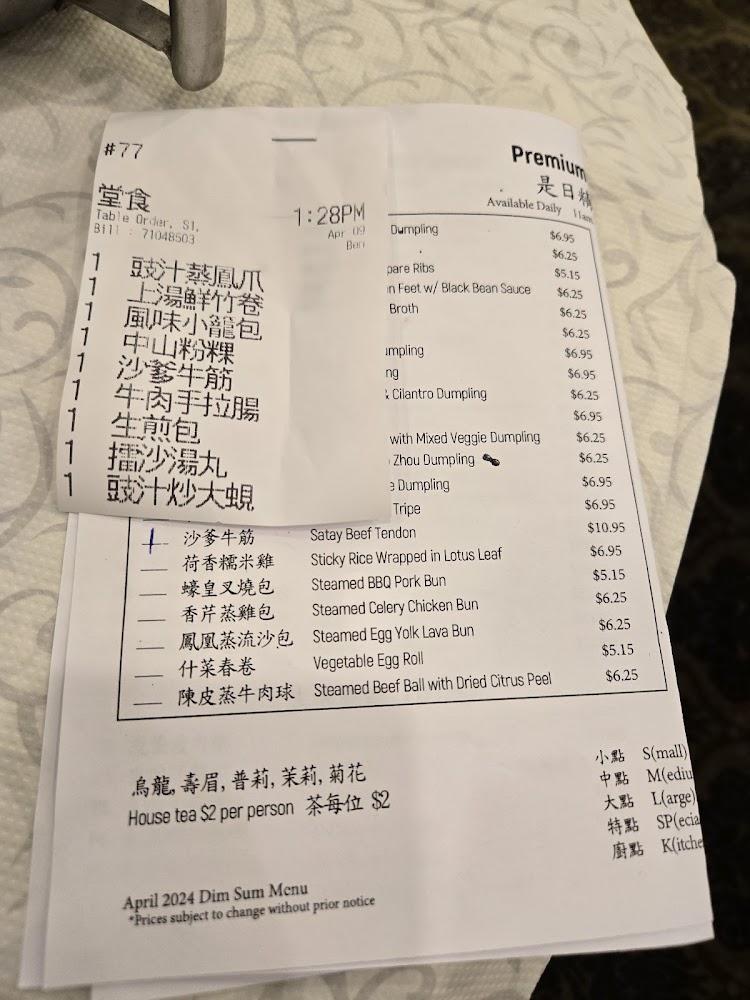 #77
堂食
Table Order, S1,
Bill : 71048503
1:28PM
Apr 09
Ben
1 豉汁蒸鳳爪
1 上湯鮮竹卷
1 風味小籠包
1 中山粉粿
1 沙爹牛筋
1 牛肉手拉腸
1 生煎包
1 擂沙湯丸
1 豉汁炒大蜆
Premium
是日精
Available Daily 11am
Dumpling $6.95
$6.25
pare Ribs $5.15
n Feet w/ Black Bean Sauce $6.25
Broth $6.25
$6.25
umpling $6.95
ng $6.95
& Cilantro Dumpling $6.25
$6.95
with Mixed Veggie Dumpling $6.25
Zhou Dumpling $6.25
e Dumpling $6.95
Tripe $6.95
沙爹牛筋 Satay Beef Tendon $10.95
荷香糯米雞 Sticky Rice Wrapped in Lotus Leaf $6.95
蠔皇叉燒包 Steamed BBQ Pork Bun $5.15
香芹蒸雞包 Steamed Celery Chicken Bun $6.25
鳳凰蒸流沙包 Steamed Egg Yolk Lava Bun $6.25
什菜春卷 Vegetable Egg Roll $5.15
陳皮蒸牛肉球 Steamed Beef Ball with Dried Citrus Peel $6.25
烏龍, 壽眉, 普莉, 茉莉, 菊花
House tea $2 per person 茶每位 $2
小點 S(mall)
中點 M(ediu
大點 L(arge)
特點 SP(ecia
廚點 K(itche
April 2024 Dim Sum Menu
*Prices subject to change without prior notice